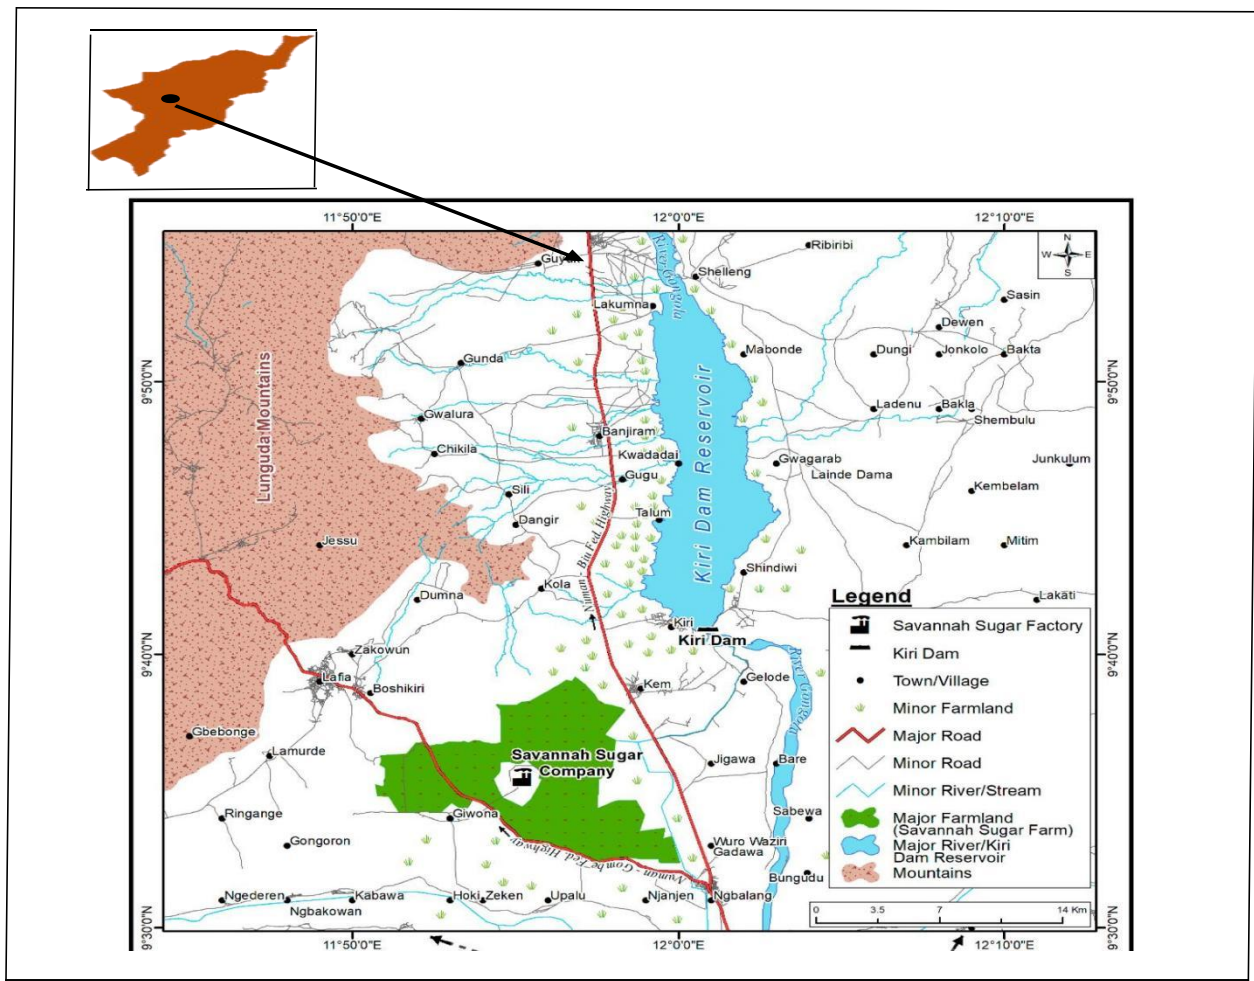 11°50'0"E
12°0'0"E
12°10'0"E
N
W E
S
River Gongola
Ribiribi
Guyuk
Shelleng
Lakumna
Sasin
Dewen
Mabonde
Dungi
Jonkolo
Bakta
Gunda
9°50'0"N
9°50'0"N
Lunguda Mountains
Kiri Dam Reservoir
Gwalura
Ladenu
Bakla
Shembulu
Banjiram
Chikila
Kwadadai
Gwagarab
Lainde Dama
Junkulum
Gugu
Sili
Kembelam
Talum
Dangir
Numan - Biu Fed. Highway
Jessu
Kambilam
Mitim
Shindiwi
Kola
Dumna
Lakati
Kiri
Kiri Dam
9°40'0"N
9°40'0"N
Zakowun
Lafia
Boshikiri
Kem
Gelode
River Gongola
Gbebonge
Lamurde
Savannah Sugar
Company
Jigawa
Bare
Ringange
Giwona
Sabewa
Gongoron
Wuro Waziri
Gadawa
Numan - Gombe Fed. Highway
Bungudu
Ngederen
Ngbakowan
Kabawa
Hoki
Zeken
Upalu
Njanjen
Ngbalang
9°30'0"N
9°30'0"N
Legend
Savannah Sugar Factory
Kiri Dam
Town/Village
Minor Farmland
Major Road
Minor Road
Minor River/Stream
Major Farmland
(Savannah Sugar Farm)
Major River/Kiri
Dam Reservoir
Mountains
0 3.5 7 14 Km
11°50'0"E
12°0'0"E
12°10'0"E